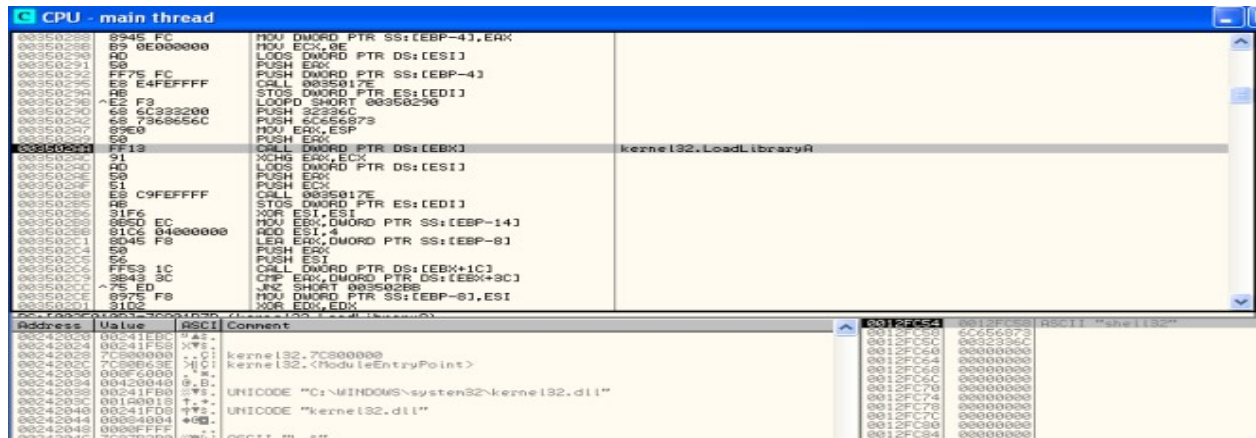 CPU - main thread
00350288 8945 FC MOV DWORD PTR SS:[EBP-4],EAX
0035028B B9 0E000000 MOV ECX,0E
00350290 AD LODS DWORD PTR DS:[ESI]
00350291 50 PUSH EAX
00350292 FF75 FC PUSH DWORD PTR SS:[EBP-4]
00350295 E8 E4FEFFFF CALL 0035017E
0035029A AB STOS DWORD PTR ES:[EDI]
0035029B ^E2 F3 LOOPD SHORT 00350290
0035029D 68 6C333200 PUSH 32336C
003502A2 68 7368656C PUSH 6C656873
003502A7 89E0 MOV EAX,ESP
003502A9 50 PUSH EAX
003502AA FF13 CALL DWORD PTR DS:[EBX] kernel32.LoadLibraryA
003502AC 91 XCHG EAX,ECX
003502AD AD LODS DWORD PTR DS:[ESI]
003502AE 50 PUSH EAX
003502AF 51 PUSH ECX
003502B0 E8 C9FEFFFF CALL 0035017E
003502B5 AB STOS DWORD PTR ES:[EDI]
003502B6 31F6 XOR ESI,ESI
003502B8 8B5D EC MOV EBX,DWORD PTR SS:[EBP-14]
003502BB 81C6 04000000 ADD ESI,4
003502C1 8D45 F8 LEA EAX,DWORD PTR SS:[EBP-8]
003502C4 50 PUSH EAX
003502C5 56 PUSH ESI
003502C6 FF53 1C CALL DWORD PTR DS:[EBX+1C]
003502C9 3B43 3C CMP EAX,DWORD PTR DS:[EBX+3C]
003502CC ^75 ED JNZ SHORT 003502BB
003502CE 8975 F8 MOV DWORD PTR SS:[EBP-8],ESI
003502D1 31D2 XOR EDX,EDX
Address Value ASCI Comment
00242020 00241EBC
00242024 00241F58
00242028 7C800000 kernel32.7C800000
0024202C 7C80B63E kernel32.<ModuleEntryPoint>
00242030 000F6000
00242034 00420040 @.B.
00242038 00241FB0 UNICODE "C:\WINDOWS\system32\kernel32.dll"
0024203C 001A0018
00242040 00241FD8 UNICODE "kernel32.dll"
00242044 00084004
00242048 0000FFFF
0012FC54 0012FC58 ASCII "shell32"
0012FC58 6C656873
0012FC5C 0032336C
0012FC60 00000000
0012FC64 00000000
0012FC68 00000000
0012FC6C 00000000
0012FC70 00000000
0012FC74 00000000
0012FC78 00000000
0012FC7C 00000000
0012FC80 00000000
0012FC84 00000000